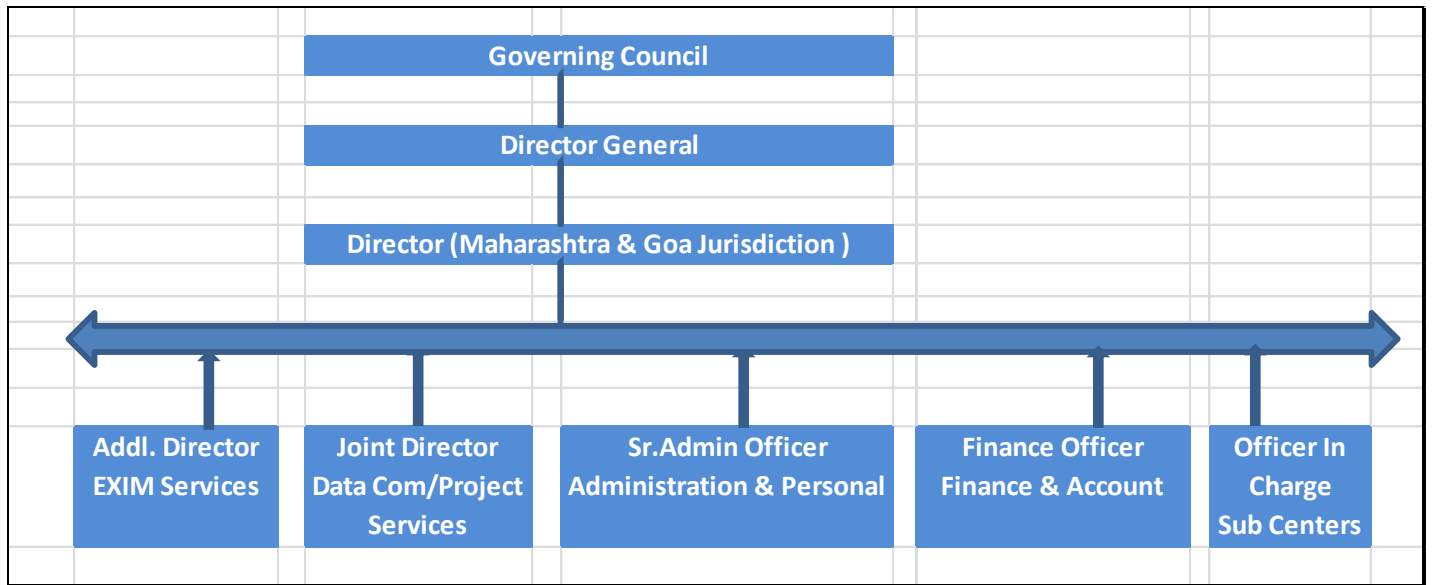 Governing Council
Director General
Director (Maharashtra & Goa Jurisdiction )
Addl. Director
EXIM Services
Joint Director
Data Com/Project
Services
Sr.Admin Officer
Administration & Personal
Finance Officer
Finance & Account
Officer In
Charge
Sub Centers